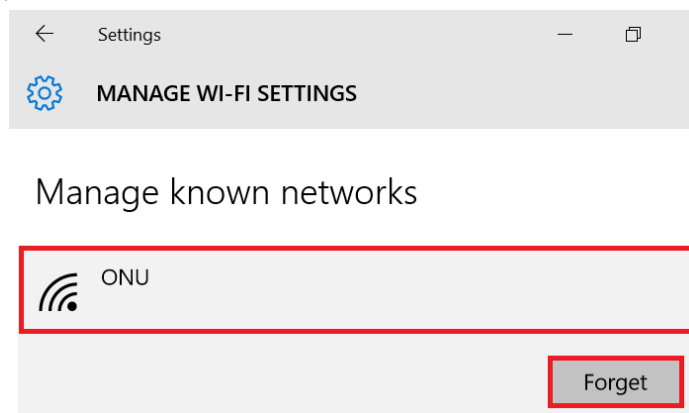 Settings
MANAGE WI-FI SETTINGS
Manage known networks
ONU
Forget